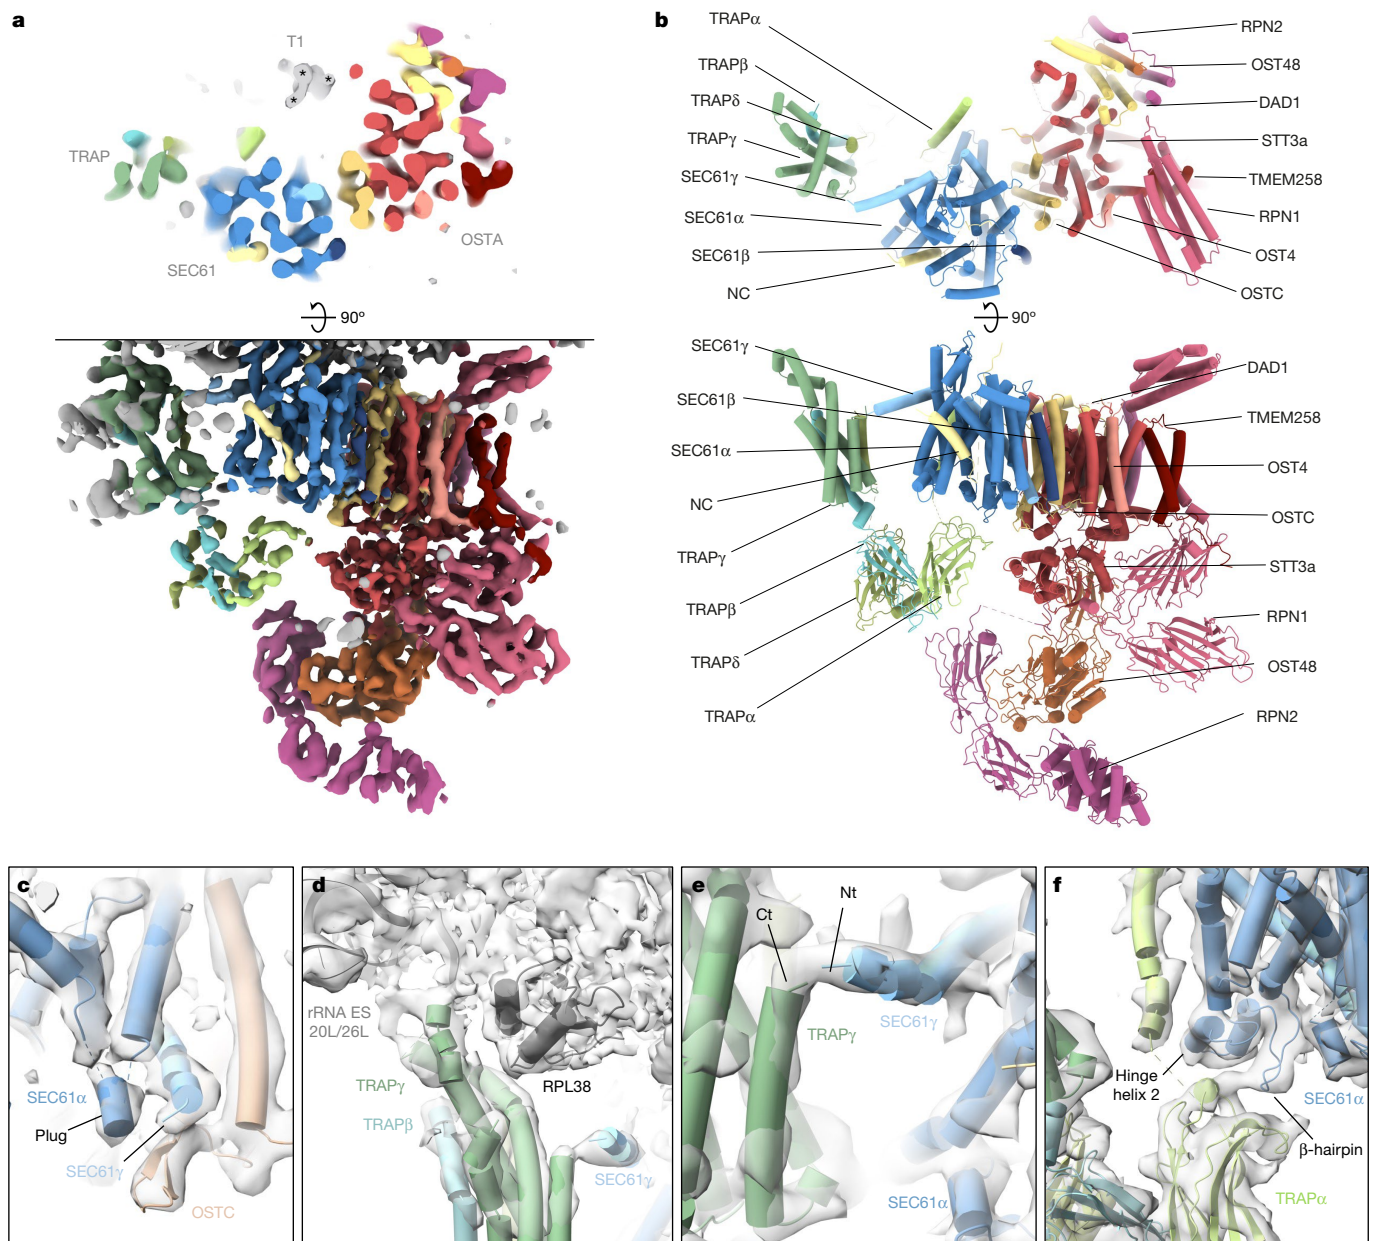 a
T1
*
*
*
TRAP
SEC61
OSTA
90º
b
TRAPα
TRAPβ
TRAPδ
TRAPγ
SEC61γ
SEC61α
SEC61β
NC
RPN2
OST48
DAD1
STT3a
TMEM258
RPN1
OST4
OSTC
90º
SEC61γ
SEC61β
SEC61α
NC
TRAPγ
TRAPβ
TRAPδ
TRAPα
DAD1
TMEM258
OST4
OSTC
STT3a
RPN1
OST48
RPN2
c
SEC61α
Plug
SEC61γ
OSTC
d
rRNA ES
20L/26L
TRAPγ
TRAPβ
RPL38
SEC61γ
e
Ct
Nt
TRAPγ
SEC61γ
SEC61α
f
Hinge
helix 2
SEC61α
β-hairpin
TRAPα